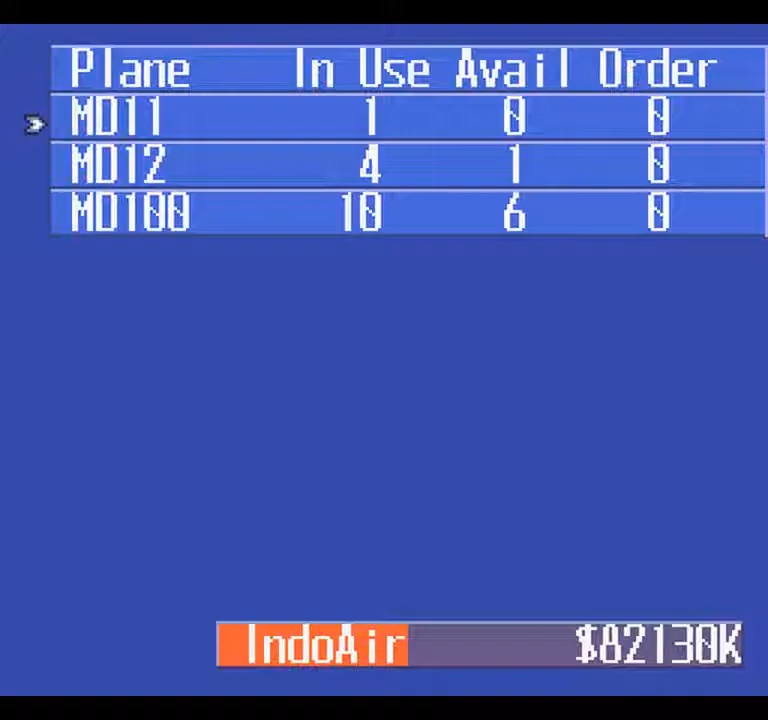 Plane In Use Avail Order
MD11 1 0 0
MD12 4 1 0
MD100 10 6 0
IndoAir $82130K